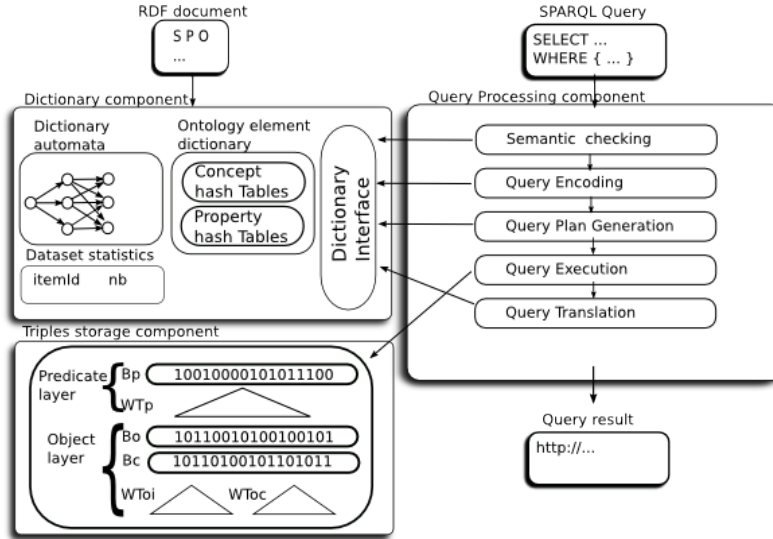 RDF document
S P O
...
SPARQL Query
SELECT ...
WHERE { ... }
Dictionary component
Dictionary
automata
Ontology element
dictionary
Concept
hash Tables
Property
hash Tables
Dictionary
Interface
Dataset statistics
itemId nb
Query Processing component
Semantic checking
Query Encoding
Query Plan Generation
Query Execution
Query Translation
Triples storage component
Predicate
layer
Bp
10010000101011100
WTp
Object
layer
Bo
10110010100100101
Bc
10110100101101011
WToi
WToc
Query result
http://...